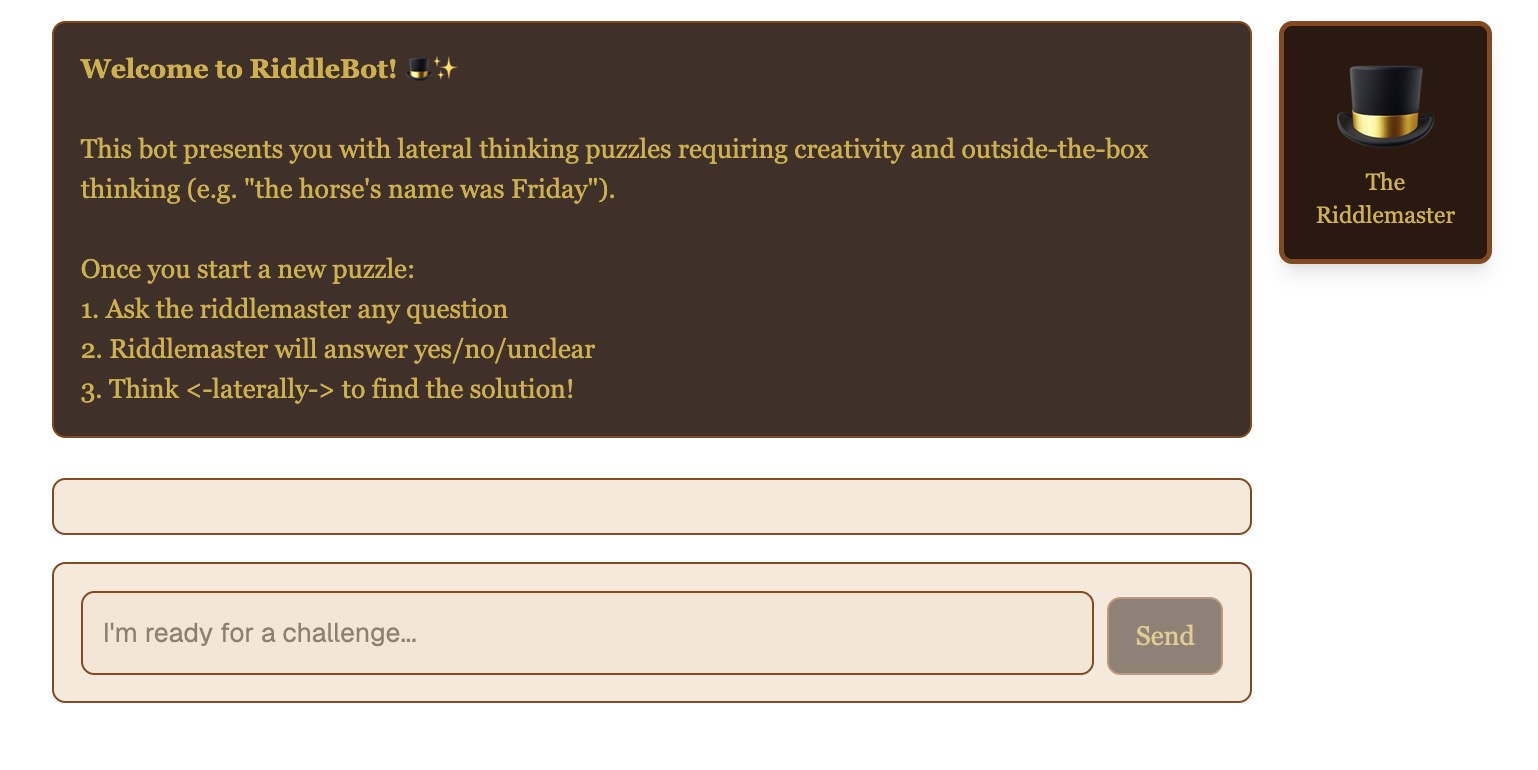 Welcome to RiddleBot! 🎩✨
This bot presents you with lateral thinking puzzles requiring creativity and outside-the-box
thinking (e.g. "the horse's name was Friday").
Once you start a new puzzle:
1. Ask the riddlemaster any question
2. Riddlemaster will answer yes/no/unclear
3. Think <-laterally-> to find the solution!
The
Riddlemaster
I'm ready for a challenge...
Send